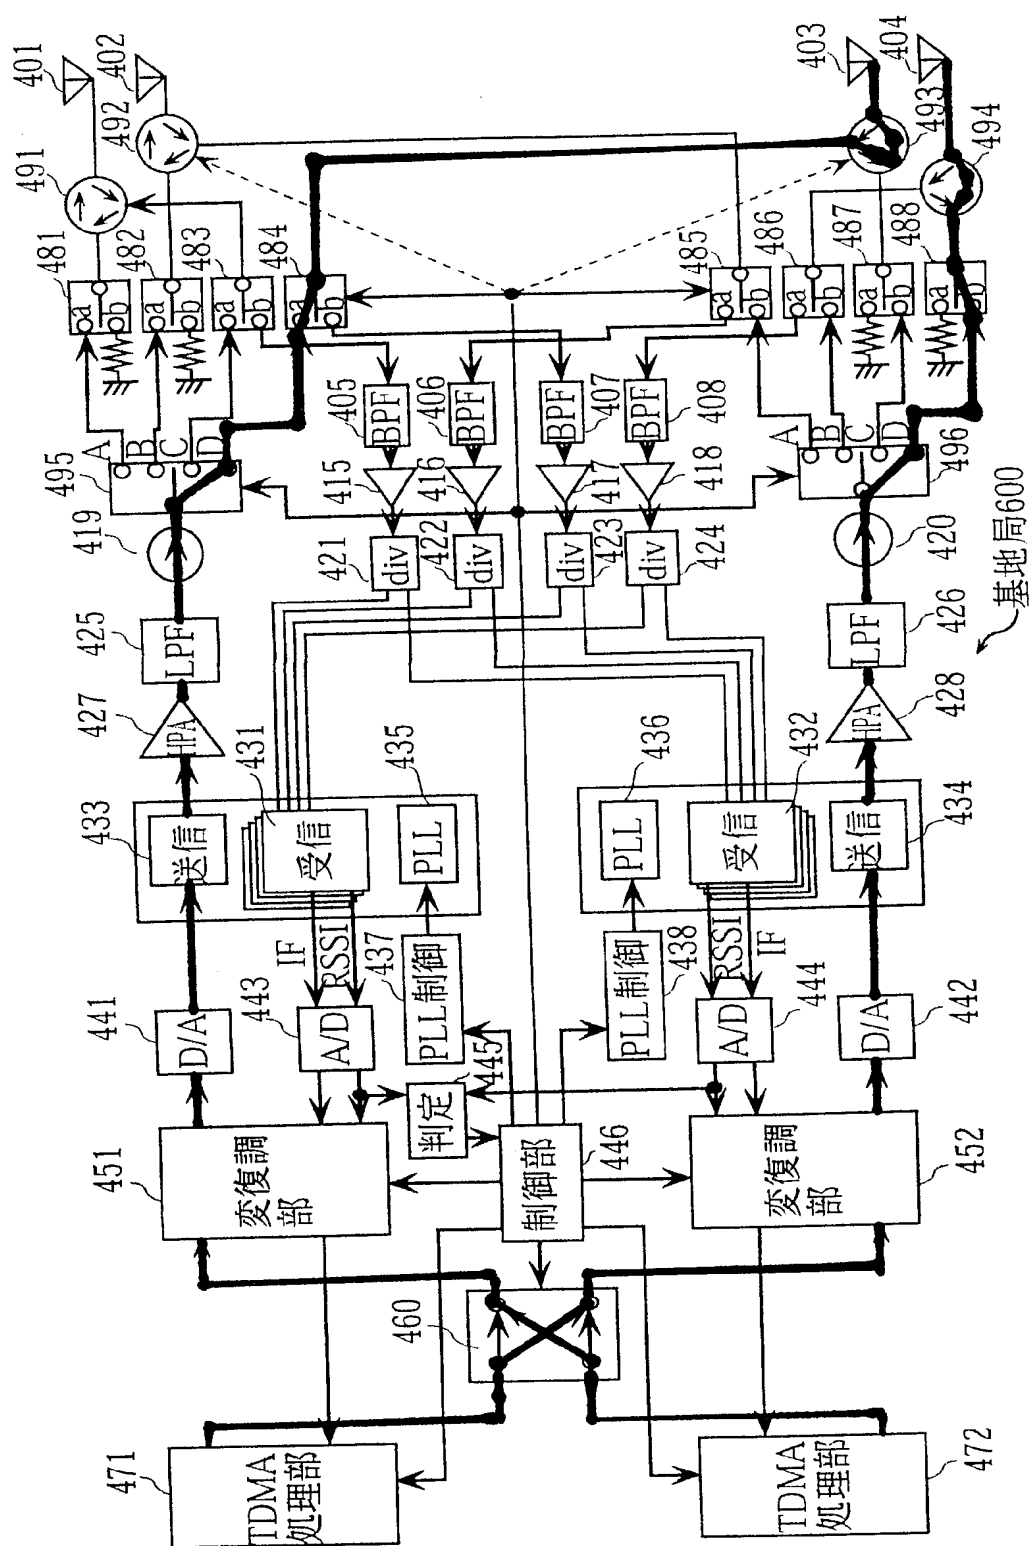 471
TDMA
処理部
451
変復調
部
441
D/A
433
送信
427
HPA
425
LPF
419
495
A
B
C
D
481
a
b
482
a
b
483
a
b
484
a
b
491
492
401
402
431
受信
IF
RSSI
443
A/D
435
PLL
437
PLL制御
445
判定
446
制御部
460
421
div
422
div
423
div
424
div
415
416
417
418
405
BPF
406
BPF
407
BPF
408
BPF
436
PLL
438
PLL制御
432
受信
RSSI
IF
444
A/D
472
TDMA
処理部
452
変復調
部
442
D/A
434
送信
428
HPA
426
LPF
420
496
A
B
C
D
485
a
b
486
a
b
487
a
b
488
a
b
493
494
403
404
基地局600